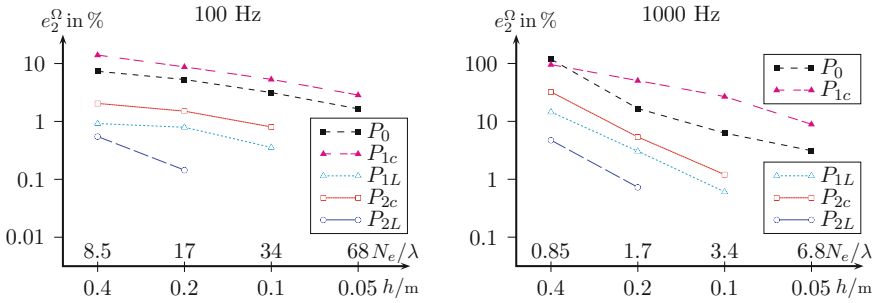 e₂^Ω in % 100 Hz
10
1
0.1
0.01
P₀
P₁c
P₁L
P₂c
P₂L
8.5 17 34 68 Nₑ/λ
0.4 0.2 0.1 0.05 h/m
e₂^Ω in % 1000 Hz
100
10
1
0.1
P₀
P₁c
P₁L
P₂c
P₂L
0.85 1.7 3.4 6.8 Nₑ/λ
0.4 0.2 0.1 0.05 h/m